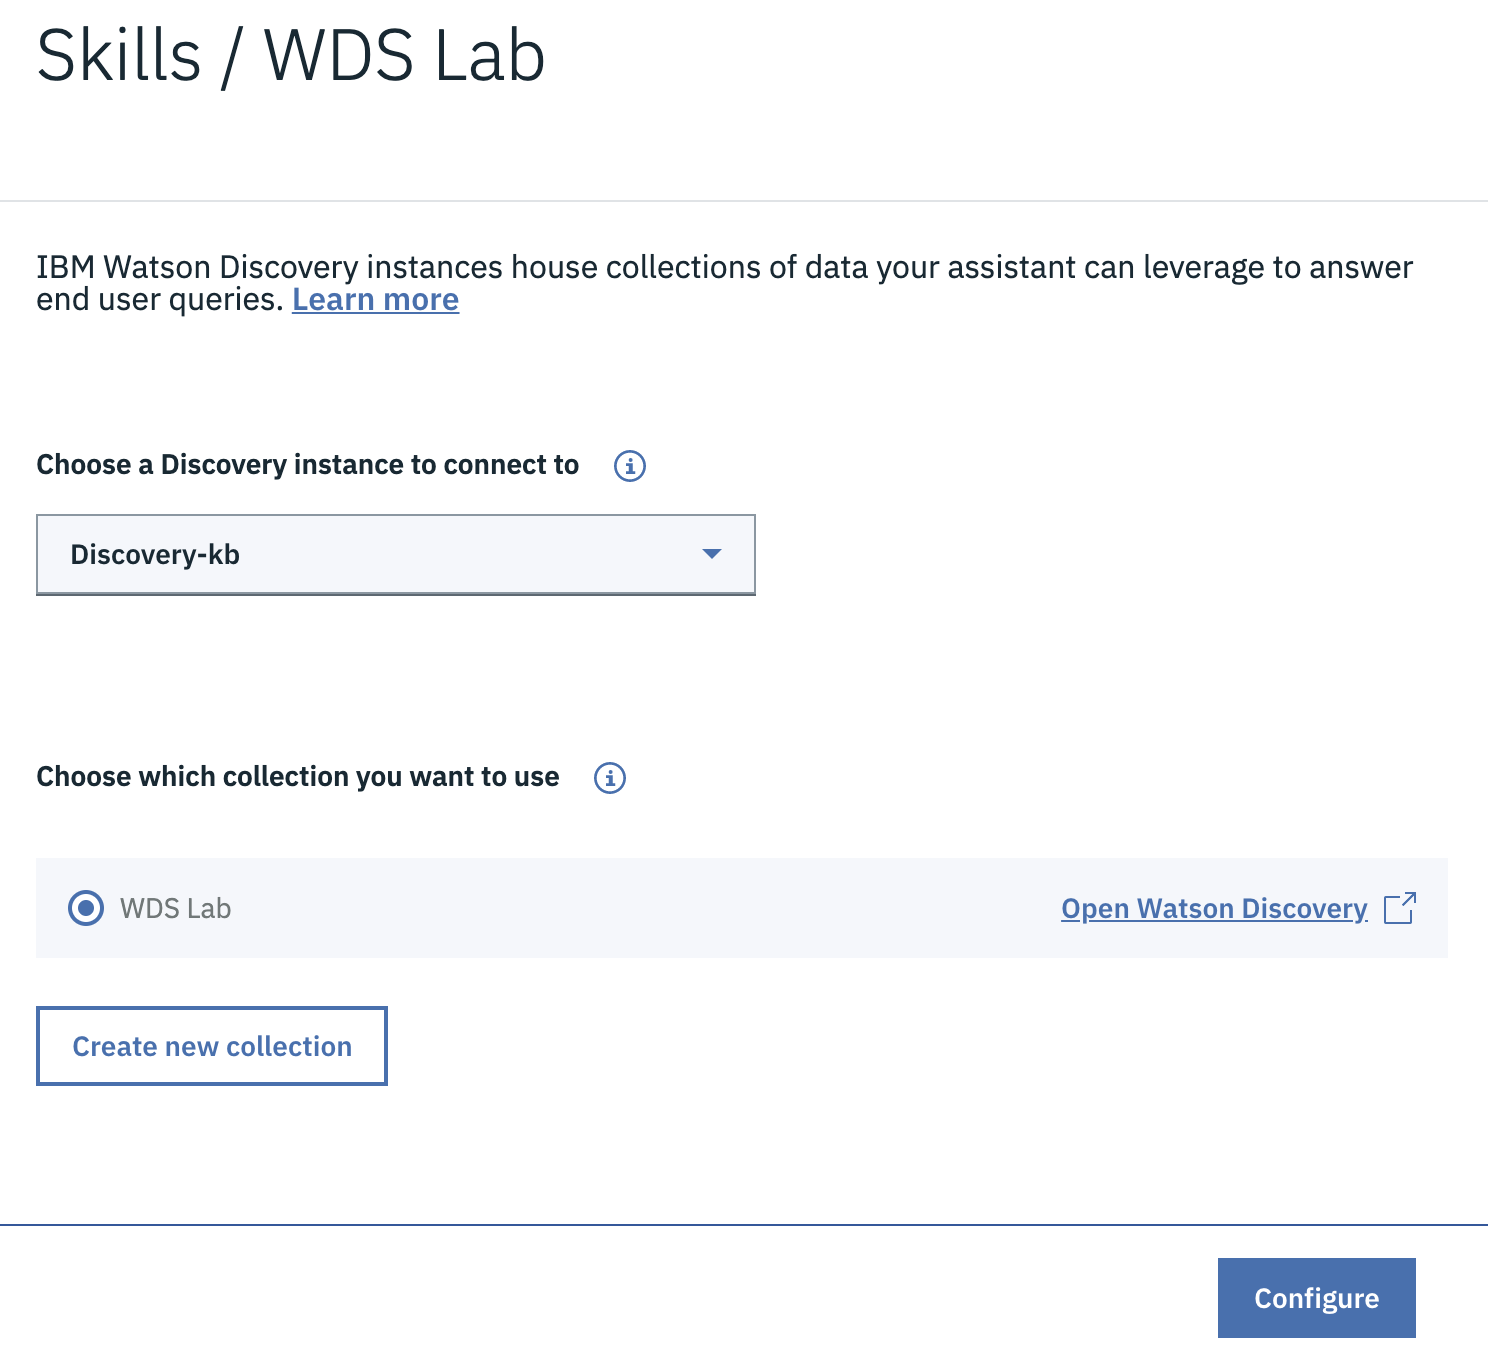 Skills / WDS Lab
IBM Watson Discovery instances house collections of data your assistant can leverage to answer
end user queries. Learn more
Choose a Discovery instance to connect to
Discovery-kb
Choose which collection you want to use
WDS Lab
Open Watson Discovery
Create new collection
Configure